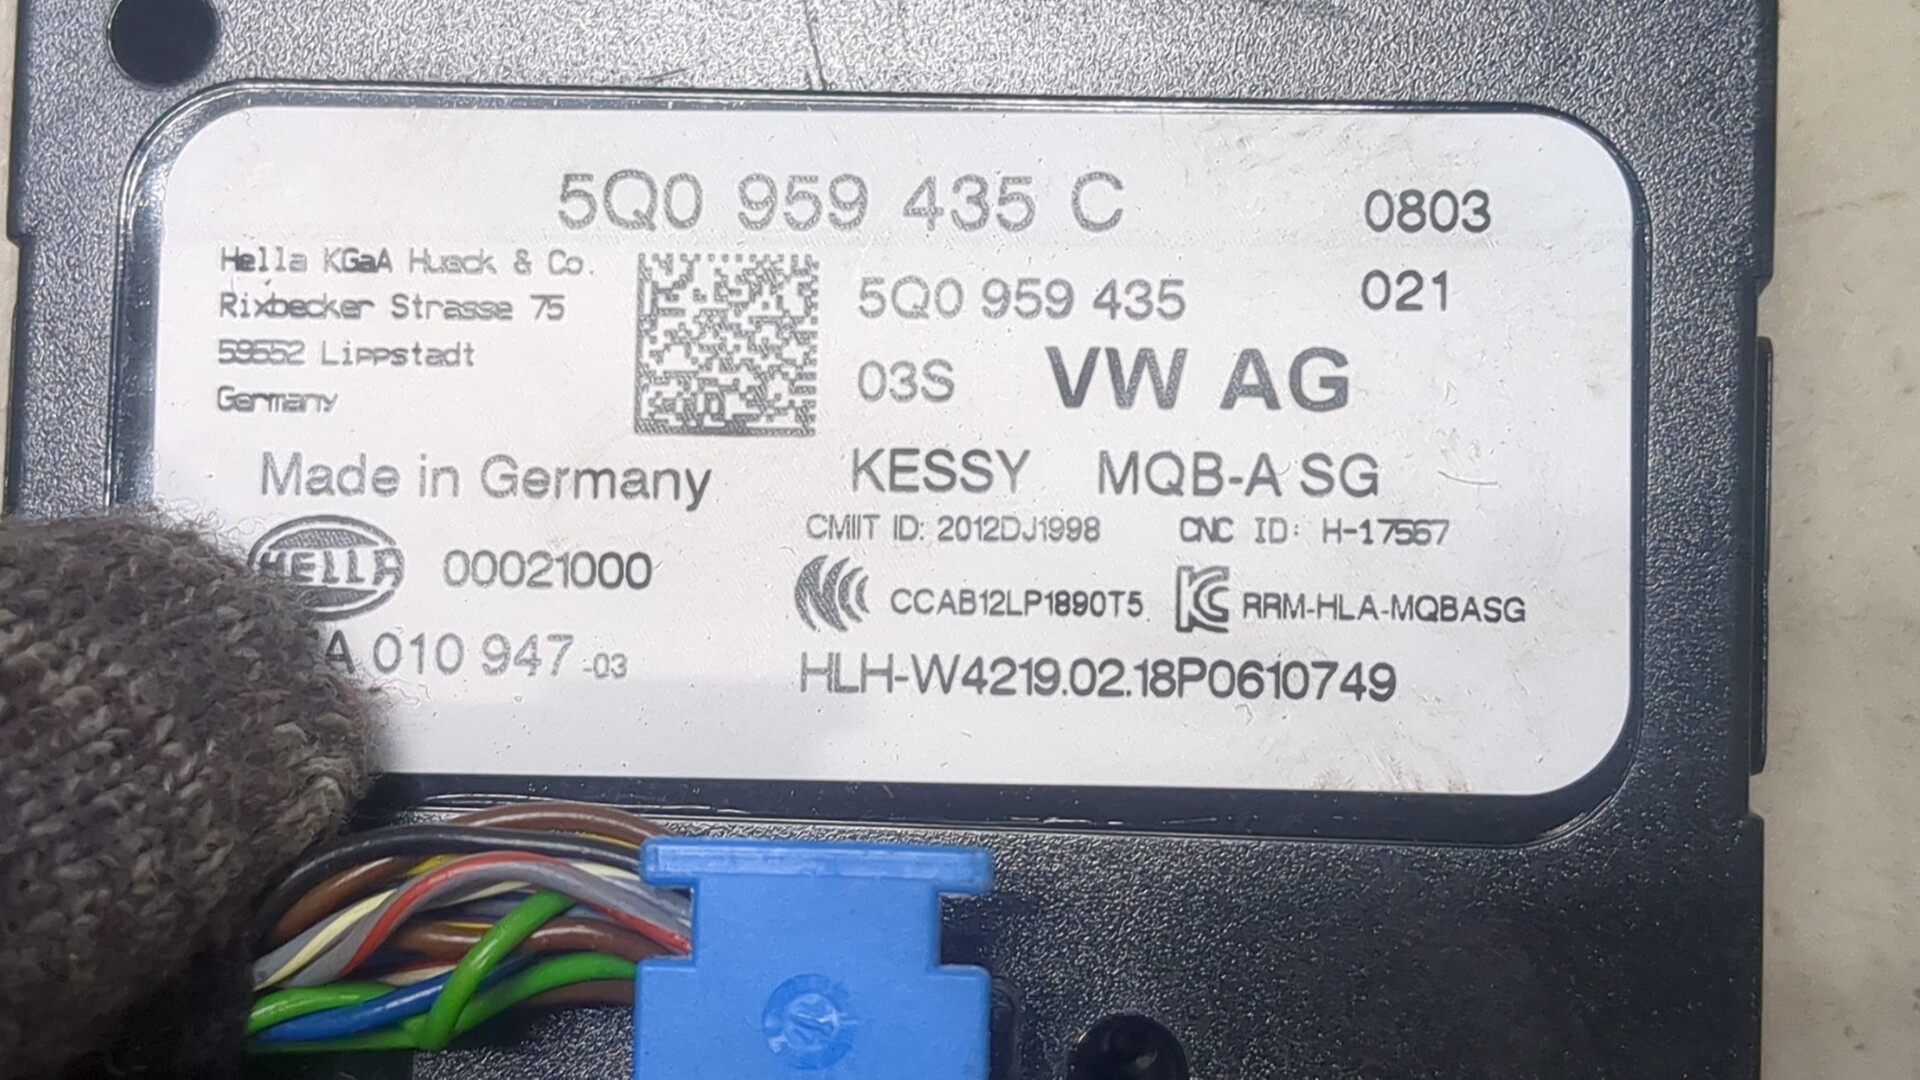 5Q0 959 435 C 0803
Hella KGaA Hueck & Co.
Rixbecker Strasse 75
59552 Lippstadt
Germany
5Q0 959 435 021
03S VW AG
Made in Germany
KESSY MQB-A SG
CMIIT ID: 2012DJ1998 CNC ID: H-17567
HELLA 00021000
CCAB12LP1890T5 RRM-HLA-MQBASG
A 010 947 -03
HLH-W4219.02.18P0610749